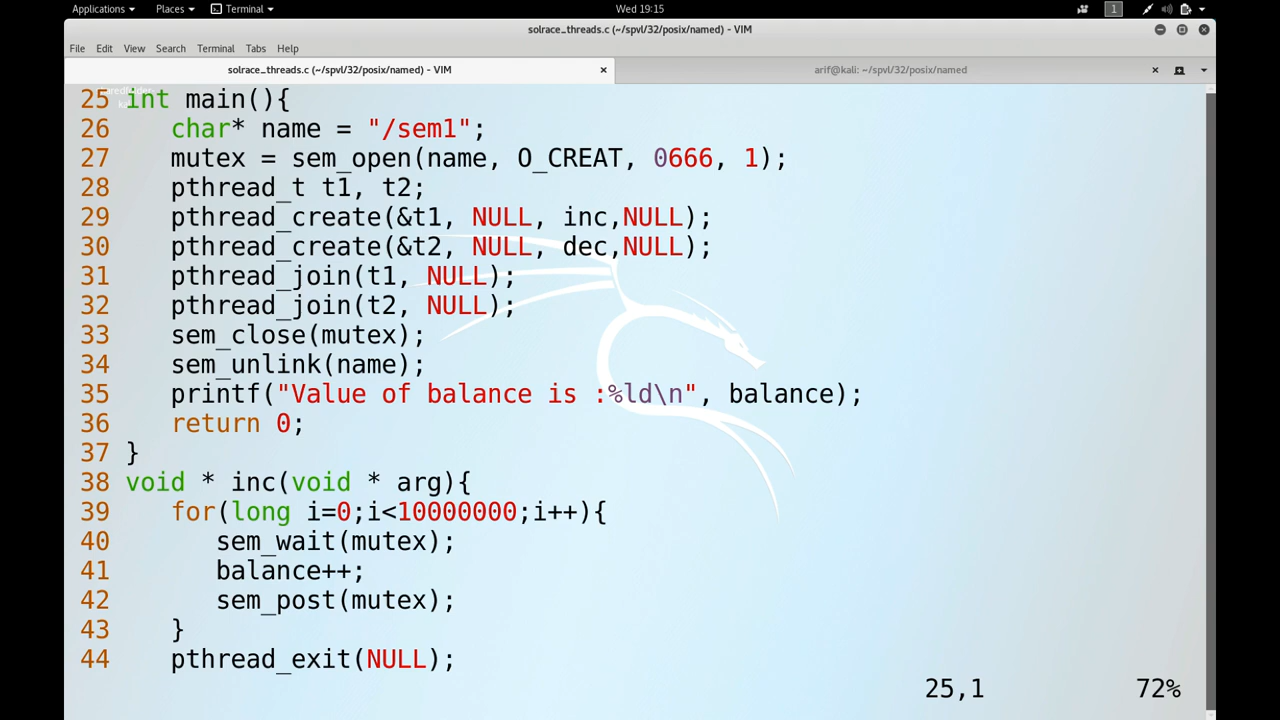 Applications Places Terminal Wed 19:15 1
solrace_threads.c (~/spvl/32/posix/named) - VIM
File Edit View Search Terminal Tabs Help
solrace_threads.c (~/spvl/32/posix/named) - VIM arif@kali: ~/spvl/32/posix/named
25 int main(){
26 char* name = "/sem1";
27 mutex = sem_open(name, O_CREAT, 0666, 1);
28 pthread_t t1, t2;
29 pthread_create(&t1, NULL, inc,NULL);
30 pthread_create(&t2, NULL, dec,NULL);
31 pthread_join(t1, NULL);
32 pthread_join(t2, NULL);
33 sem_close(mutex);
34 sem_unlink(name);
35 printf("Value of balance is :%ld\n", balance);
36 return 0;
37 }
38 void * inc(void * arg){
39 for(long i=0;i<10000000;i++){
40 sem_wait(mutex);
41 balance++;
42 sem_post(mutex);
43 }
44 pthread_exit(NULL);
25,1 72%